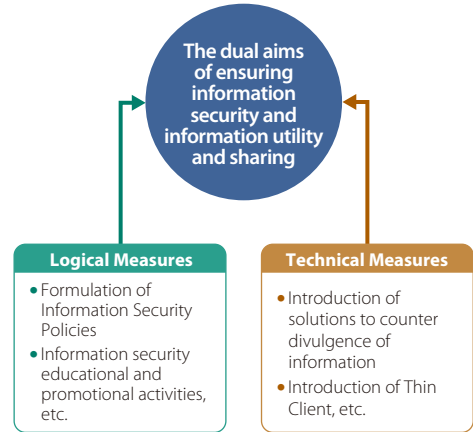 The dual aims
of ensuring
information
security and
information utility
and sharing
Logical Measures
• Formulation of
Information Security
Policies
• Information security
educational and
promotional activities,
etc.
Technical Measures
• Introduction of
solutions to counter
divulgence of
information
• Introduction of Thin
Client, etc.